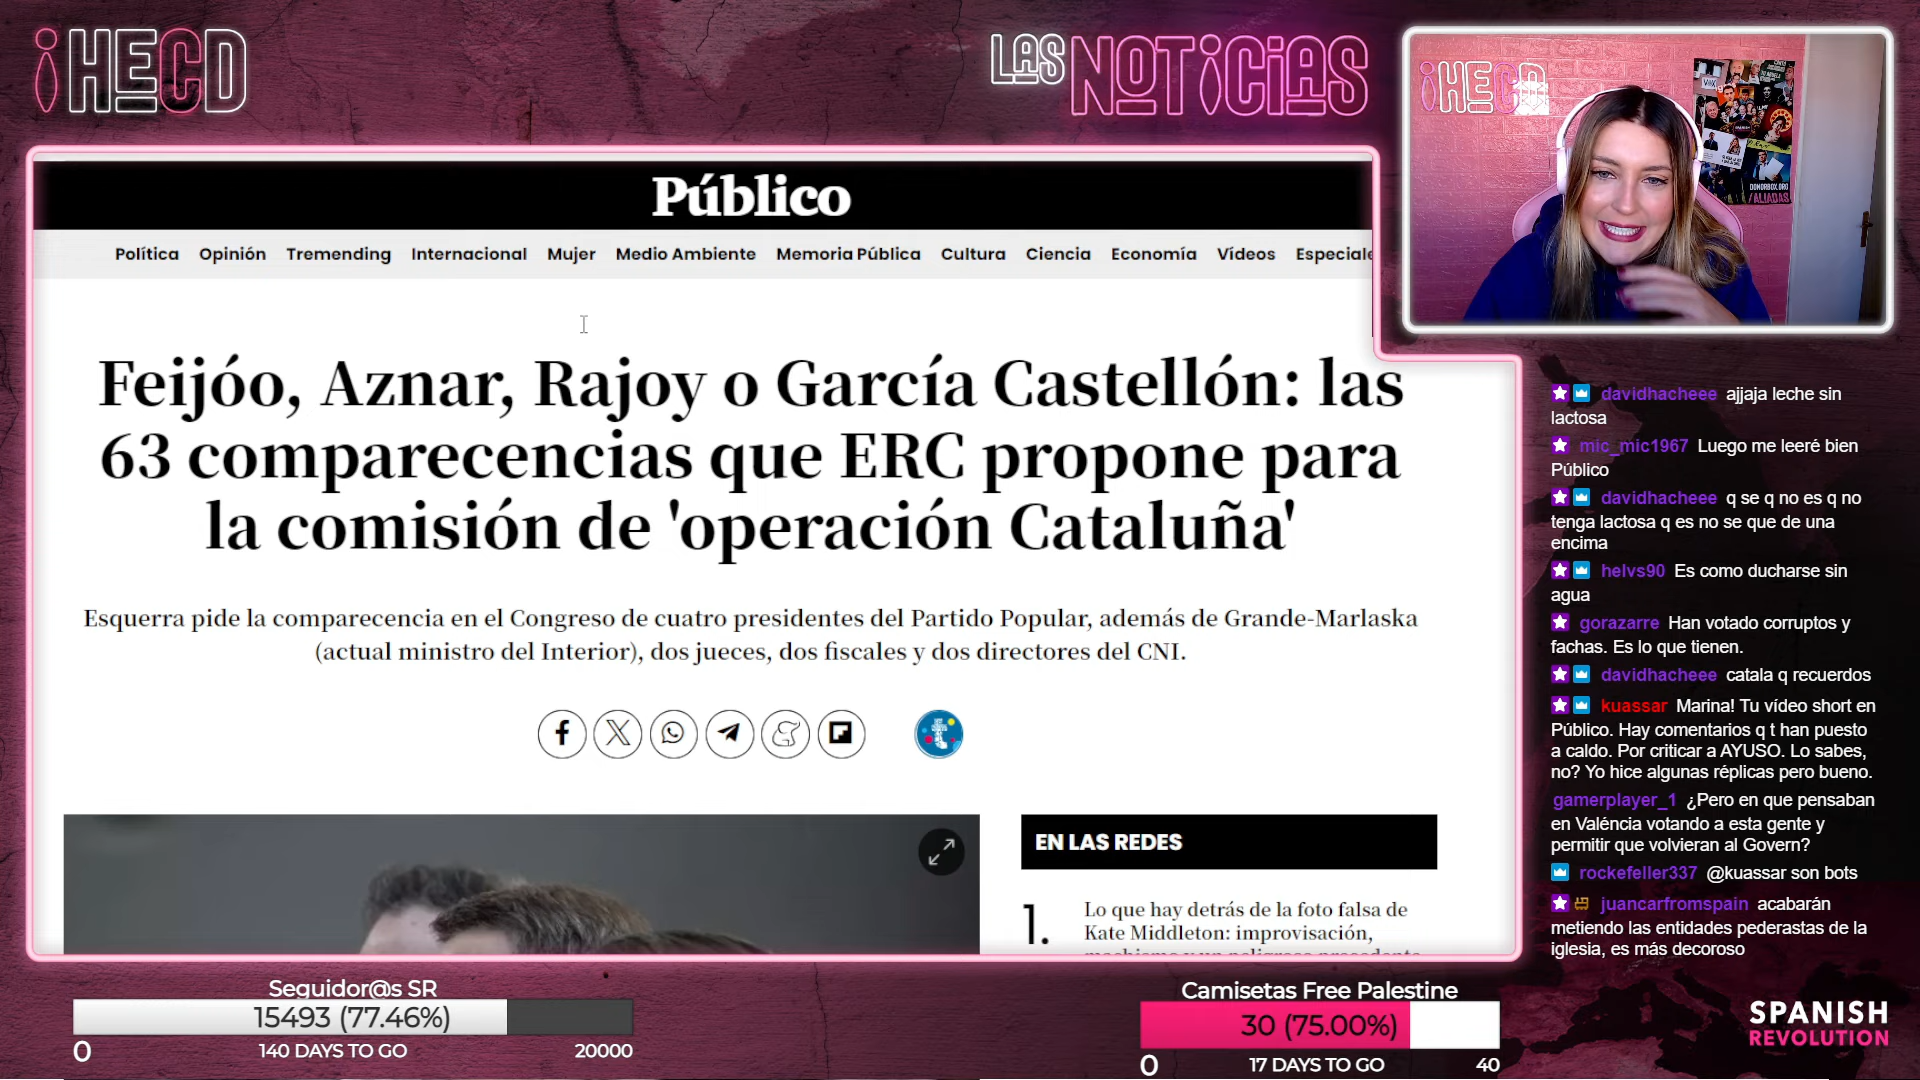 ¡HECD
LAS NOTICIAS
¡HECD
DONORBOX.ORG
/ALIADAS
Público
Política Opinión Tremending Internacional Mujer Medio Ambiente Memoria Pública Cultura Ciencia Economía Vídeos Especiale
Feijóo, Aznar, Rajoy o García Castellón: las
63 comparecencias que ERC propone para
la comisión de 'operación Cataluña'
Esquerra pide la comparecencia en el Congreso de cuatro presidentes del Partido Popular, además de Grande-Marlaska
(actual ministro del Interior), dos jueces, dos fiscales y dos directores del CNI.
EN LAS REDES
1.
Lo que hay detrás de la foto falsa de
Kate Middleton: improvisación,
davidhacheee ajjaja leche sin
lactosa
mic_mic1967 Luego me leeré bien
Público
davidhacheee q se q no es q no
tenga lactosa q es no se que de una
encima
helvs90 Es como ducharse sin
agua
gorazarre Han votado corruptos y
fachas. Es lo que tienen.
davidhacheee catala q recuerdos
kuassar Marina! Tu vídeo short en
Público. Hay comentarios q t han puesto
a caldo. Por criticar a AYUSO. Lo sabes,
no? Yo hice algunas réplicas pero bueno.
gamerplayer_1 ¿Pero en que pensaban
en Valéncia votando a esta gente y
permitir que volvieran al Govern?
rockefeller337 @kuassar son bots
juancarfromspain acabarán
metiendo las entidades pederastas de la
iglesia, es más decoroso
Seguidor@s SR
15493 (77.46%)
0 140 DAYS TO GO 20000
Camisetas Free Palestine
30 (75.00%)
0 17 DAYS TO GO 40
SPANISH
REVOLUTION